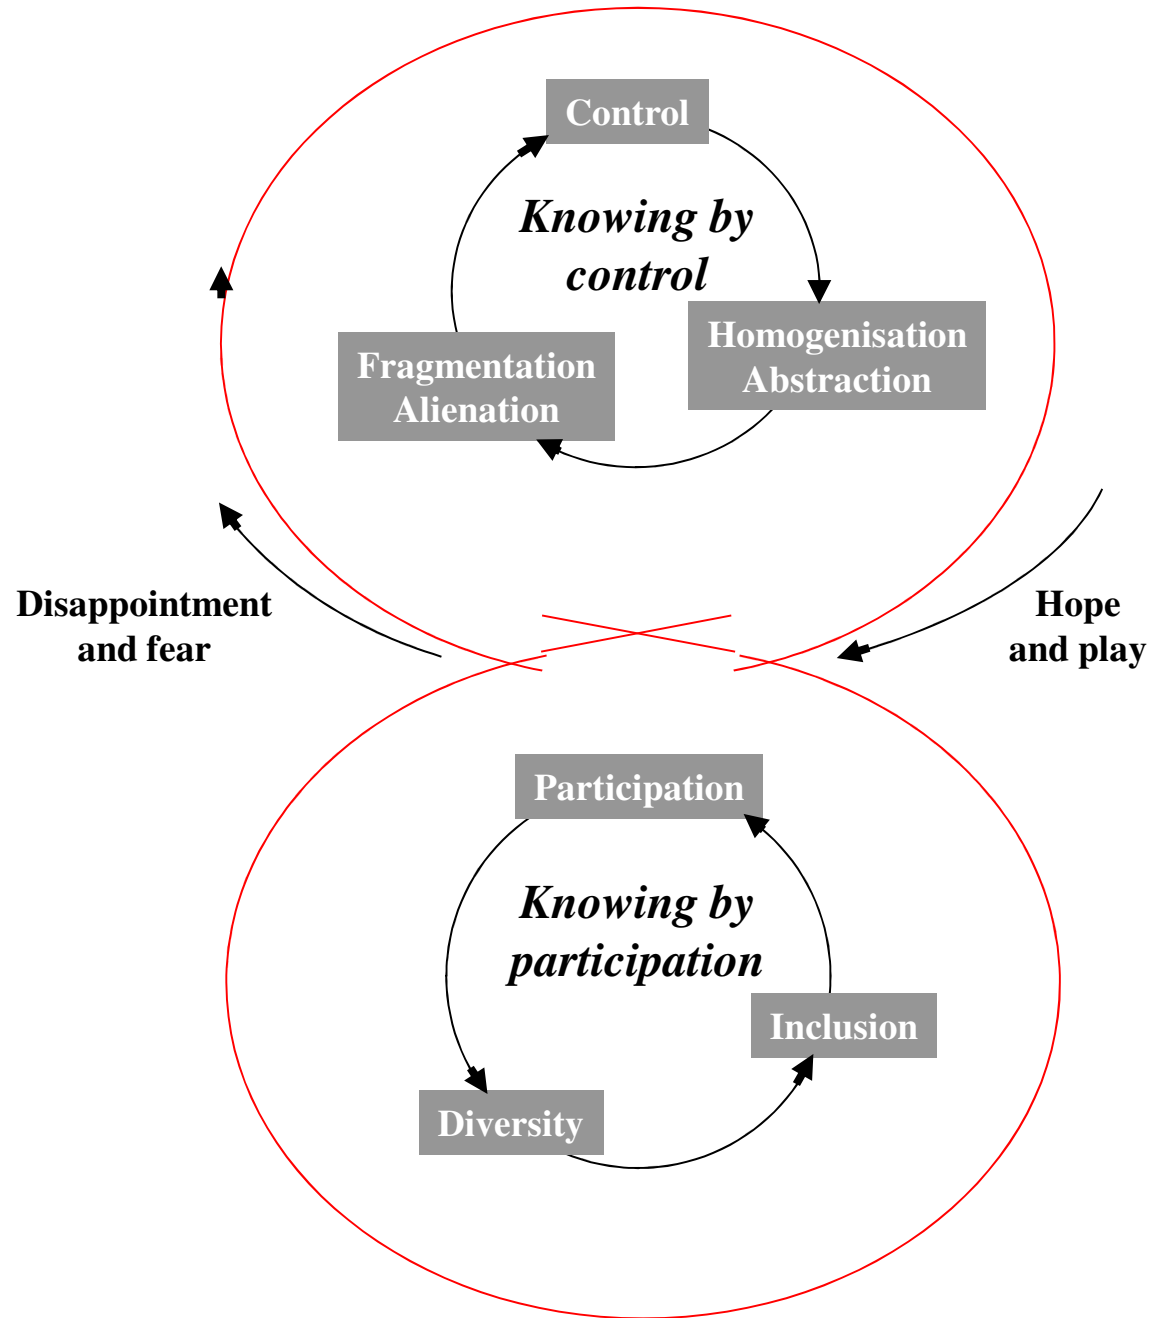 Control
Knowing by
control
Homogenisation
Abstraction
Fragmentation
Alienation
Disappointment
and fear
Hope
and play
Participation
Knowing by
participation
Inclusion
Diversity